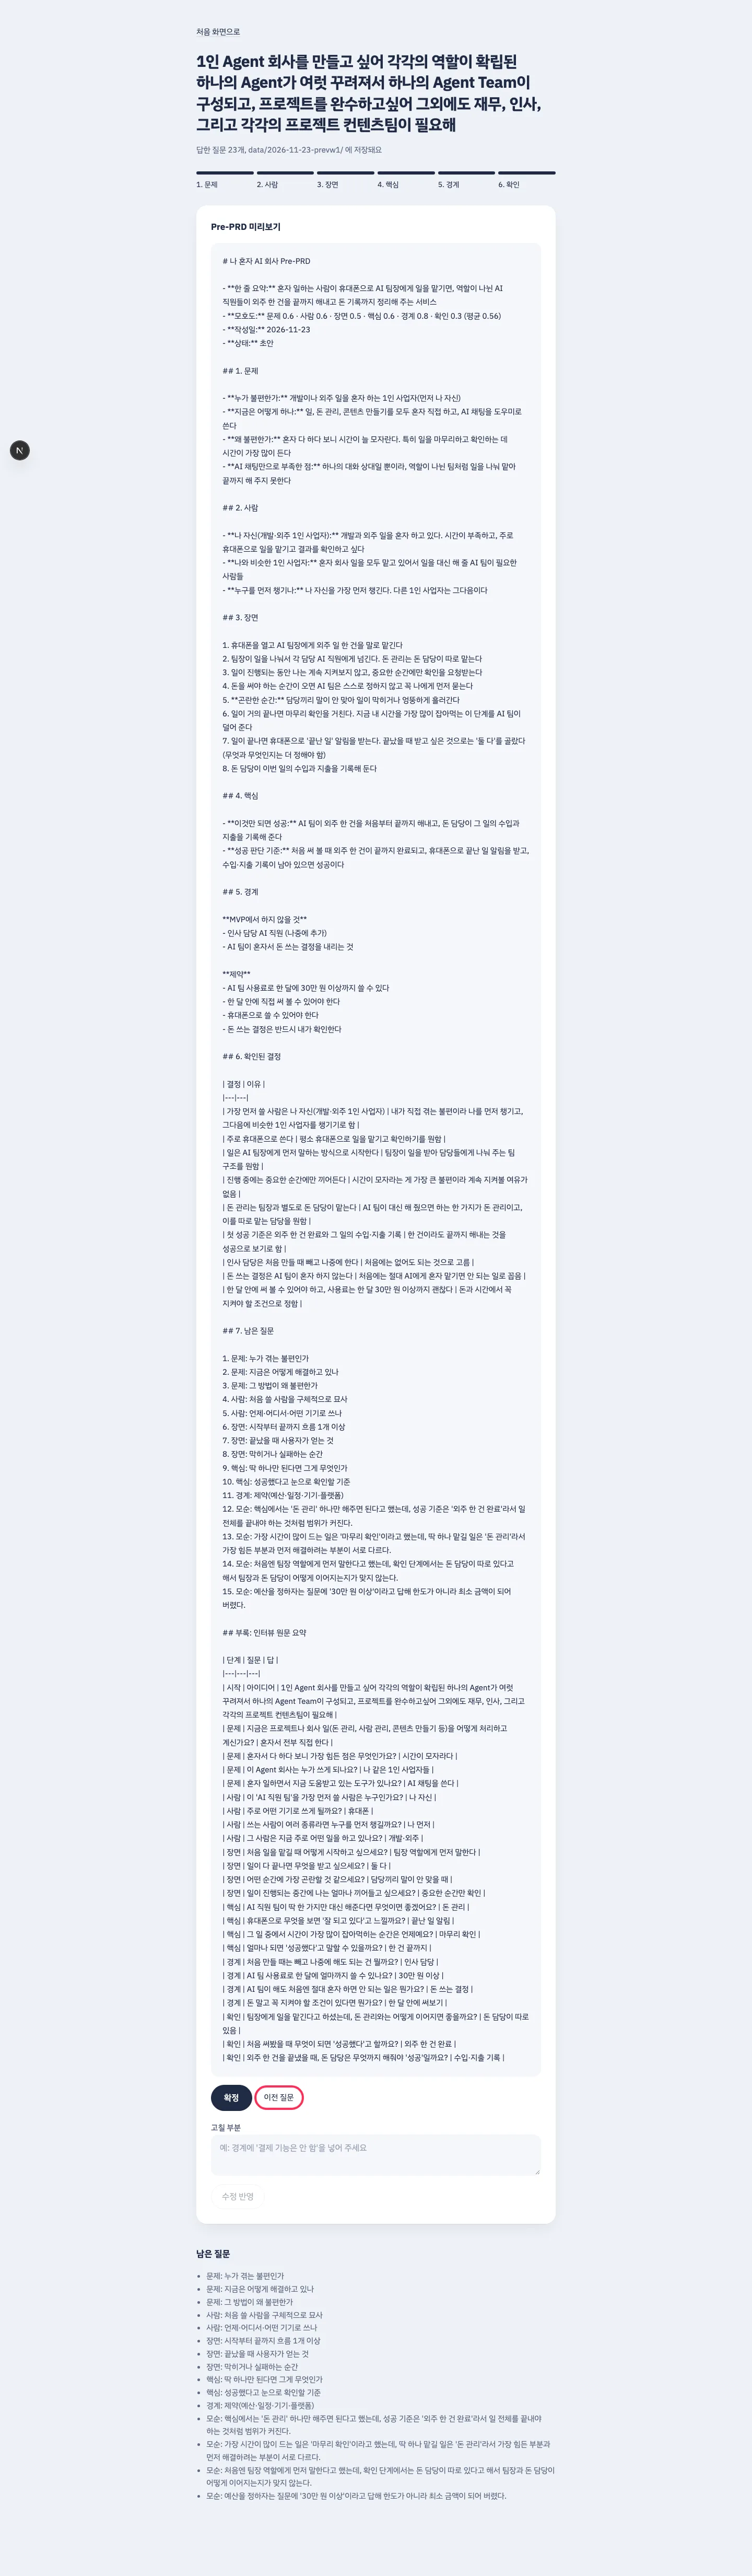 처음 화면으로
1인 Agent 회사를 만들고 싶어 각각의 역할이 확립된
하나의 Agent가 여럿 꾸려져서 하나의 Agent Team이
구성되고, 프로젝트를 완수하고싶어 그외에도 재무, 인사,
그리고 각각의 프로젝트 컨텐츠팀이 필요해
답한 질문 23개, data/2026-11-23-prevw1/ 에 저장돼요
1. 문제
2. 사람
3. 장면
4. 핵심
5. 경계
6. 확인
Pre-PRD 미리보기
# 나 혼자 AI 회사 Pre-PRD
- **한 줄 요약:** 혼자 일하는 사람이 휴대폰으로 AI 팀장에게 일을 맡기면, 역할이 나뉜 AI
직원들이 외주 한 건을 끝까지 해내고 돈 기록까지 정리해 주는 서비스
- **모호도:** 문제 0.6 · 사람 0.6 · 장면 0.5 · 핵심 0.6 · 경계 0.8 · 확인 0.3 (평균 0.56)
- **작성일:** 2026-11-23
- **상태:** 초안
## 1. 문제
- **누가 불편한가:** 개발이나 외주 일을 혼자 하는 1인 사업자(먼저 나 자신)
- **지금은 어떻게 하나:** 일, 돈 관리, 콘텐츠 만들기를 모두 혼자 직접 하고, AI 채팅을 도우미로
쓴다
- **왜 불편한가:** 혼자 다 하다 보니 시간이 늘 모자란다. 특히 일을 마무리하고 확인하는 데
시간이 가장 많이 든다
- **AI 채팅만으로 부족한 점:** 하나의 대화 상대일 뿐이라, 역할이 나뉜 팀처럼 일을 나눠 맡아
끝까지 해 주지 못한다
## 2. 사람
- **나 자신(개발·외주 1인 사업자):** 개발과 외주 일을 혼자 하고 있다. 시간이 부족하고, 주로
휴대폰으로 일을 맡기고 결과를 확인하고 싶다
- **나와 비슷한 1인 사업자:** 혼자 회사 일을 모두 맡고 있어서 일을 대신 해 줄 AI 팀이 필요한
사람들
- **누구를 먼저 챙기나:** 나 자신을 가장 먼저 챙긴다. 다른 1인 사업자는 그다음이다
## 3. 장면
1. 휴대폰을 열고 AI 팀장에게 외주 일 한 건을 말로 맡긴다
2. 팀장이 일을 나눠서 각 담당 AI 직원에게 넘긴다. 돈 관리는 돈 담당이 따로 맡는다
3. 일이 진행되는 동안 나는 계속 지켜보지 않고, 중요한 순간에만 확인을 요청받는다
4. 돈을 써야 하는 순간이 오면 AI 팀은 스스로 정하지 않고 꼭 나에게 먼저 묻는다
5. **곤란한 순간:** 담당끼리 말이 안 맞아 일이 막히거나 엉뚱하게 흘러간다
6. 일이 거의 끝나면 마무리 확인을 거친다. 지금 내 시간을 가장 많이 잡아먹는 이 단계를 AI 팀이
덜어 준다
7. 일이 끝나면 휴대폰으로 '끝난 일' 알림을 받는다. 끝났을 때 받고 싶은 것으로는 '둘 다'를 골랐다
(무엇과 무엇인지는 더 정해야 함)
8. 돈 담당이 이번 일의 수입과 지출을 기록해 둔다
## 4. 핵심
- **이것만 되면 성공:** AI 팀이 외주 한 건을 처음부터 끝까지 해내고, 돈 담당이 그 일의 수입과
지출을 기록해 준다
- **성공 판단 기준:** 처음 써 볼 때 외주 한 건이 끝까지 완료되고, 휴대폰으로 끝난 일 알림을 받고,
수입·지출 기록이 남아 있으면 성공이다
## 5. 경계
**MVP에서 하지 않을 것**
- 인사 담당 AI 직원 (나중에 추가)
- AI 팀이 혼자서 돈 쓰는 결정을 내리는 것
**제약**
- AI 팀 사용료로 한 달에 30만 원 이상까지 쓸 수 있다
- 한 달 안에 직접 써 볼 수 있어야 한다
- 휴대폰으로 쓸 수 있어야 한다
- 돈 쓰는 결정은 반드시 내가 확인한다
## 6. 확인된 결정
| 결정 | 이유 |
|---|---|
| 가장 먼저 쓸 사람은 나 자신(개발·외주 1인 사업자) | 내가 직접 겪는 불편이라 나를 먼저 챙기고,
그다음에 비슷한 1인 사업자를 챙기기로 함 |
| 주로 휴대폰으로 쓴다 | 평소 휴대폰으로 일을 맡기고 확인하기를 원함 |
| 일은 AI 팀장에게 먼저 말하는 방식으로 시작한다 | 팀장이 일을 받아 담당들에게 나눠 주는 팀
구조를 원함 |
| 진행 중에는 중요한 순간에만 끼어든다 | 시간이 모자라는 게 가장 큰 불편이라 계속 지켜볼 여유가
없음 |
| 돈 관리는 팀장과 별도로 돈 담당이 맡는다 | AI 팀이 대신 해 줬으면 하는 한 가지가 돈 관리이고,
이를 따로 맡는 담당을 원함 |
| 첫 성공 기준은 외주 한 건 완료와 그 일의 수입·지출 기록 | 한 건이라도 끝까지 해내는 것을
성공으로 보기로 함 |
| 인사 담당은 처음 만들 때 빼고 나중에 한다 | 처음에는 없어도 되는 것으로 고름 |
| 돈 쓰는 결정은 AI 팀이 혼자 하지 않는다 | 처음에는 절대 AI에게 혼자 맡기면 안 되는 일로 꼽음 |
| 한 달 안에 써 볼 수 있어야 하고, 사용료는 한 달 30만 원 이상까지 괜찮다 | 돈과 시간에서 꼭
지켜야 할 조건으로 정함 |
## 7. 남은 질문
1. 문제: 누가 겪는 불편인가
2. 문제: 지금은 어떻게 해결하고 있나
3. 문제: 그 방법이 왜 불편한가
4. 사람: 처음 쓸 사람을 구체적으로 묘사
5. 사람: 언제·어디서·어떤 기기로 쓰나
6. 장면: 시작부터 끝까지 흐름 1개 이상
7. 장면: 끝났을 때 사용자가 얻는 것
8. 장면: 막히거나 실패하는 순간
9. 핵심: 딱 하나만 된다면 그게 무엇인가
10. 핵심: 성공했다고 눈으로 확인할 기준
11. 경계: 제약(예산·일정·기기·플랫폼)
12. 모순: 핵심에서는 '돈 관리' 하나만 해주면 된다고 했는데, 성공 기준은 '외주 한 건 완료'라서 일
전체를 끝내야 하는 것처럼 범위가 커진다.
13. 모순: 가장 시간이 많이 드는 일은 '마무리 확인'이라고 했는데, 딱 하나 맡길 일은 '돈 관리'라서
가장 힘든 부분과 먼저 해결하려는 부분이 서로 다르다.
14. 모순: 처음엔 팀장 역할에게 먼저 말한다고 했는데, 확인 단계에서는 돈 담당이 따로 있다고
해서 팀장과 돈 담당이 어떻게 이어지는지가 맞지 않는다.
15. 모순: 예산을 정하자는 질문에 '30만 원 이상'이라고 답해 한도가 아니라 최소 금액이 되어
버렸다.
## 부록: 인터뷰 원문 요약
| 단계 | 질문 | 답 |
|---|---|---|
| 시작 | 아이디어 | 1인 Agent 회사를 만들고 싶어 각각의 역할이 확립된 하나의 Agent가 여럿
꾸려져서 하나의 Agent Team이 구성되고, 프로젝트를 완수하고싶어 그외에도 재무, 인사, 그리고
각각의 프로젝트 컨텐츠팀이 필요해 |
| 문제 | 지금은 프로젝트나 회사 일(돈 관리, 사람 관리, 콘텐츠 만들기 등)을 어떻게 처리하고
계신가요? | 혼자서 전부 직접 한다 |
| 문제 | 혼자서 다 하다 보니 가장 힘든 점은 무엇인가요? | 시간이 모자라다 |
| 문제 | 이 Agent 회사는 누가 쓰게 되나요? | 나 같은 1인 사업자들 |
| 문제 | 혼자 일하면서 지금 도움받고 있는 도구가 있나요? | AI 채팅을 쓴다 |
| 사람 | 이 'AI 직원 팀'을 가장 먼저 쓸 사람은 누구인가요? | 나 자신 |
| 사람 | 주로 어떤 기기로 쓰게 될까요? | 휴대폰 |
| 사람 | 쓰는 사람이 여러 종류라면 누구를 먼저 챙길까요? | 나 먼저 |
| 사람 | 그 사람은 지금 주로 어떤 일을 하고 있나요? | 개발·외주 |
| 장면 | 처음 일을 맡길 때 어떻게 시작하고 싶으세요? | 팀장 역할에게 먼저 말한다 |
| 장면 | 일이 다 끝나면 무엇을 받고 싶으세요? | 둘 다 |
| 장면 | 어떤 순간에 가장 곤란할 것 같으세요? | 담당끼리 말이 안 맞을 때 |
| 장면 | 일이 진행되는 중간에 나는 얼마나 끼어들고 싶으세요? | 중요한 순간만 확인 |
| 핵심 | AI 직원 팀이 딱 한 가지만 대신 해준다면 무엇이면 좋겠어요? | 돈 관리 |
| 핵심 | 휴대폰으로 무엇을 보면 '잘 되고 있다'고 느낄까요? | 끝난 일 알림 |
| 핵심 | 그 일 중에서 시간이 가장 많이 잡아먹히는 순간은 언제예요? | 마무리 확인 |
| 핵심 | 얼마나 되면 '성공했다'고 말할 수 있을까요? | 한 건 끝까지 |
| 경계 | 처음 만들 때는 빼고 나중에 해도 되는 건 뭘까요? | 인사 담당 |
| 경계 | AI 팀 사용료로 한 달에 얼마까지 쓸 수 있나요? | 30만 원 이상 |
| 경계 | AI 팀이 해도 처음엔 절대 혼자 하면 안 되는 일은 뭔가요? | 돈 쓰는 결정 |
| 경계 | 돈 말고 꼭 지켜야 할 조건이 있다면 뭔가요? | 한 달 안에 써보기 |
| 확인 | 팀장에게 일을 맡긴다고 하셨는데, 돈 관리와는 어떻게 이어지면 좋을까요? | 돈 담당이 따로
있음 |
| 확인 | 처음 써봤을 때 무엇이 되면 '성공했다'고 할까요? | 외주 한 건 완료 |
| 확인 | 외주 한 건을 끝냈을 때, 돈 담당은 무엇까지 해줘야 '성공'일까요? | 수입·지출 기록 |
확정
이전 질문
고칠 부분
예: 경계에 '결제 기능은 안 함'을 넣어 주세요
수정 반영
남은 질문
• 문제: 누가 겪는 불편인가
• 문제: 지금은 어떻게 해결하고 있나
• 문제: 그 방법이 왜 불편한가
• 사람: 처음 쓸 사람을 구체적으로 묘사
• 사람: 언제·어디서·어떤 기기로 쓰나
• 장면: 시작부터 끝까지 흐름 1개 이상
• 장면: 끝났을 때 사용자가 얻는 것
• 장면: 막히거나 실패하는 순간
• 핵심: 딱 하나만 된다면 그게 무엇인가
• 핵심: 성공했다고 눈으로 확인할 기준
• 경계: 제약(예산·일정·기기·플랫폼)
• 모순: 핵심에서는 '돈 관리' 하나만 해주면 된다고 했는데, 성공 기준은 '외주 한 건 완료'라서 일 전체를 끝내야
하는 것처럼 범위가 커진다.
• 모순: 가장 시간이 많이 드는 일은 '마무리 확인'이라고 했는데, 딱 하나 맡길 일은 '돈 관리'라서 가장 힘든 부분과
먼저 해결하려는 부분이 서로 다르다.
• 모순: 처음엔 팀장 역할에게 먼저 말한다고 했는데, 확인 단계에서는 돈 담당이 따로 있다고 해서 팀장과 돈 담당이
어떻게 이어지는지가 맞지 않는다.
• 모순: 예산을 정하자는 질문에 '30만 원 이상'이라고 답해 한도가 아니라 최소 금액이 되어 버렸다.
N